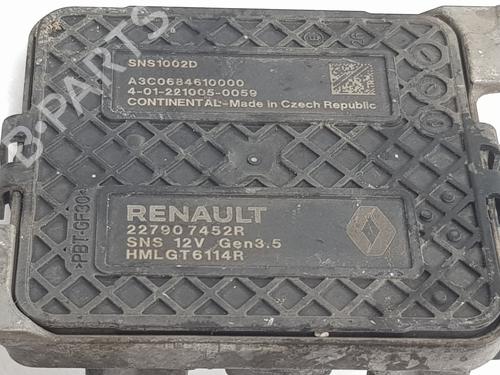 SNS1002D
A3C0684610000
4-01-221005-0059
CONTINENTAL-Made in Czech Republic
B-PARTS
>PBT-GF30<
RENAULT
227907452R
SNS 12V Gen3.5
HMLGT6114R